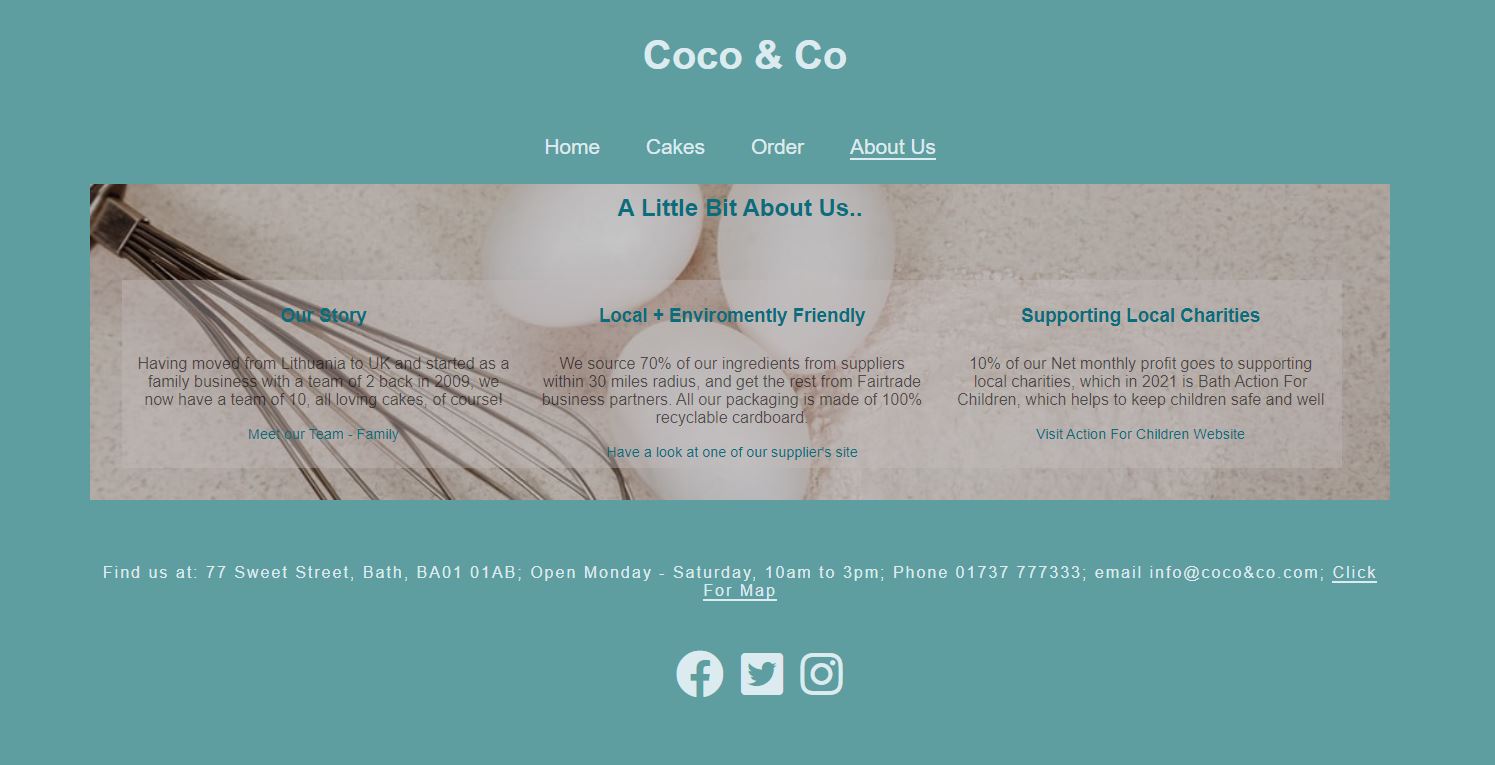 Coco & Co
Home Cakes Order About Us
A Little Bit About Us..
Our Story
Having moved from Lithuania to UK and started as a
family business with a team of 2 back in 2009, we
now have a team of 10, all loving cakes, of course!
Meet our Team - Family
Local + Enviromently Friendly
We source 70% of our ingredients from suppliers
within 30 miles radius, and get the rest from Fairtrade
business partners. All our packaging is made of 100%
recyclable cardboard.
Have a look at one of our supplier's site
Supporting Local Charities
10% of our Net monthly profit goes to supporting
local charities, which in 2021 is Bath Action For
Children, which helps to keep children safe and well
Visit Action For Children Website
Find us at: 77 Sweet Street, Bath, BA01 01AB; Open Monday - Saturday, 10am to 3pm; Phone 01737 777333; email info@coco&co.com; Click
For Map